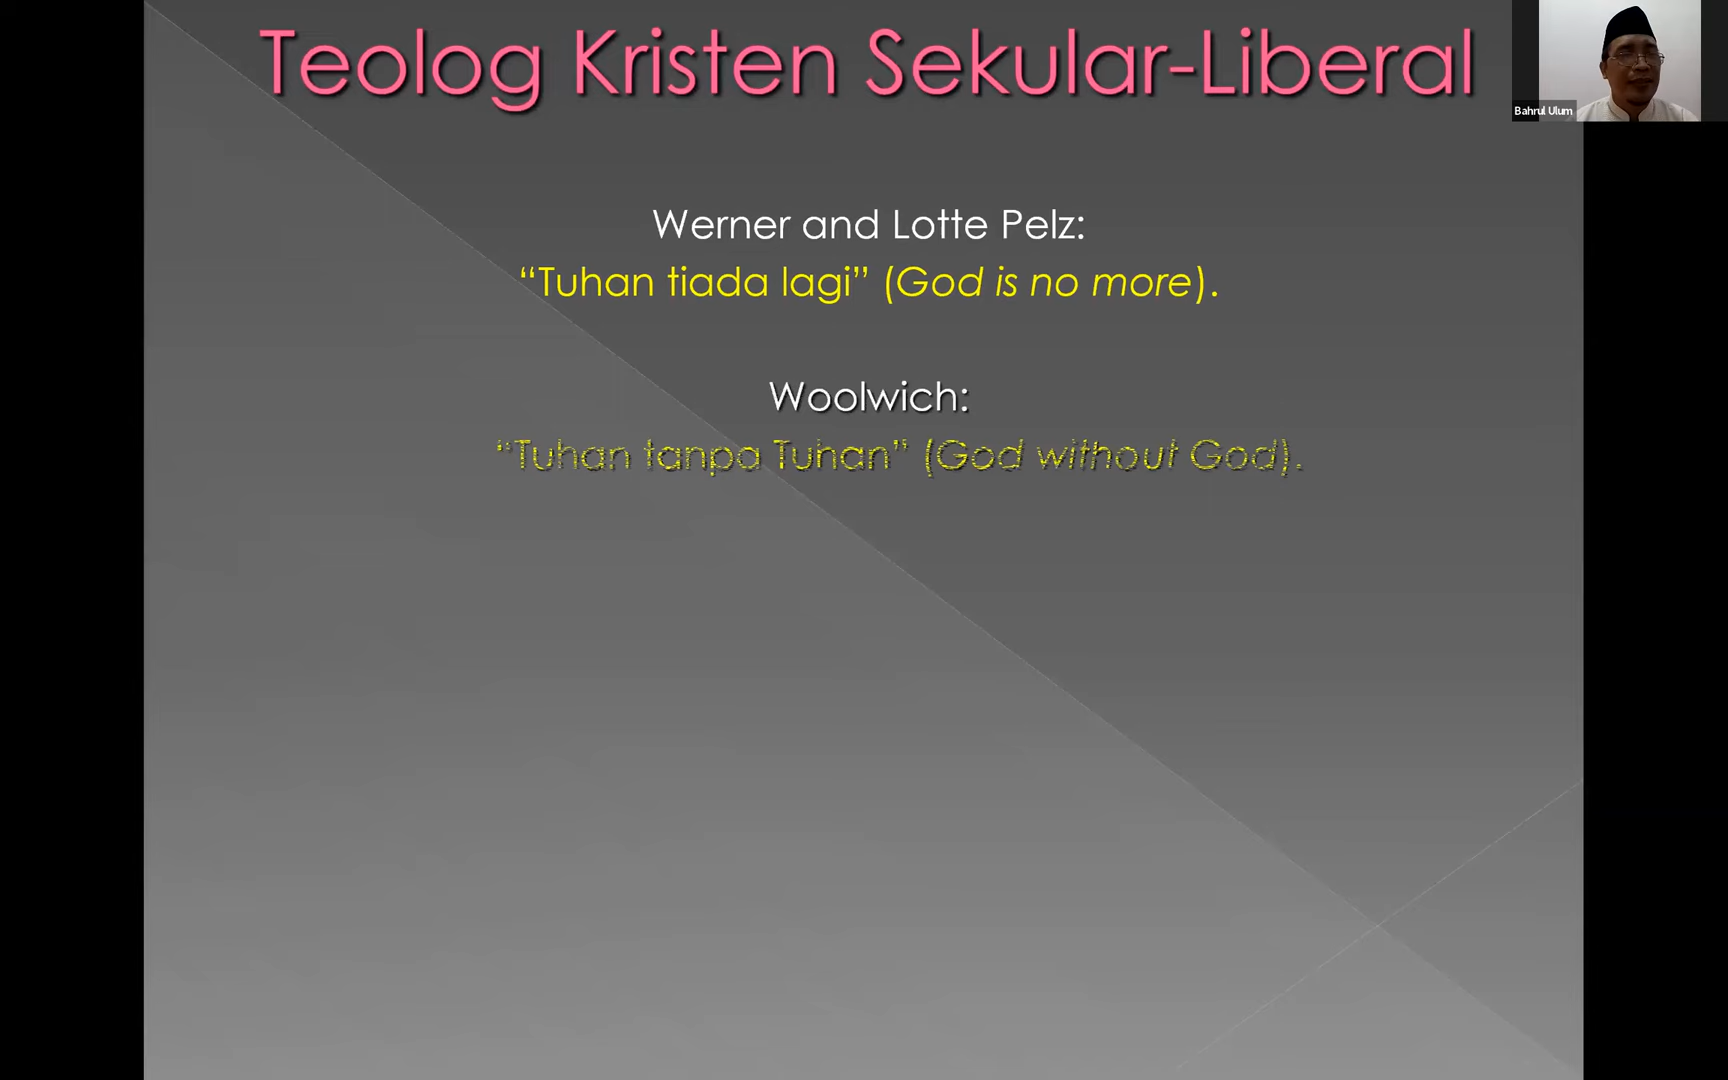 Teolog Kristen Sekular-Liberal
Bahrul Ulum
Werner and Lotte Pelz:
“Tuhan tiada lagi” (God is no more).
Woolwich:
“Tuhan tanpa Tuhan” (God without God).